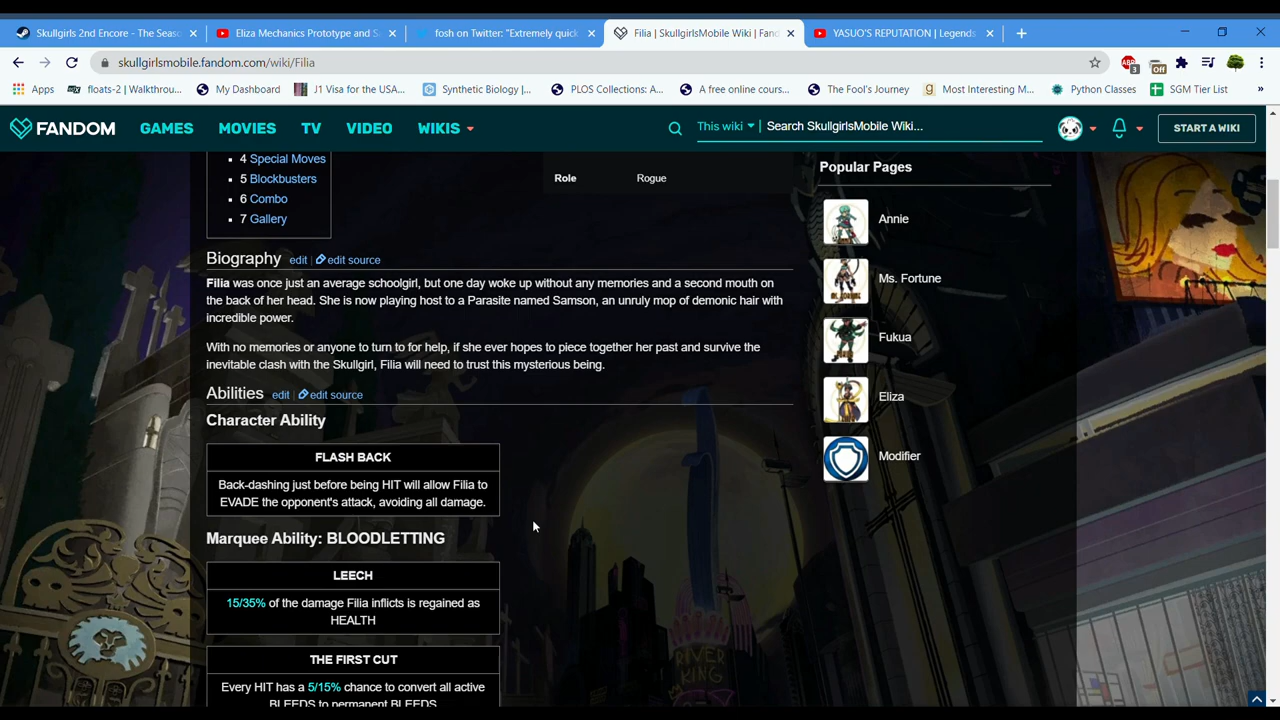 Skullgirls 2nd Encore - The Seaso
Eliza Mechanics Prototype and S
fosh on Twitter: "Extremely quick
Filia | SkullgirlsMobile Wiki | Fand
YASUO'S REPUTATION | Legends
skullgirlsmobile.fandom.com/wiki/Filia
ABP
3
Off
Apps
floats-2 | Walkthrou...
My Dashboard
J1 Visa for the USA...
Synthetic Biology |...
PLOS Collections: A...
A free online cours...
The Fool's Journey
Most Interesting M...
Python Classes
SGM Tier List
»
FANDOM
GAMES
MOVIES
TV
VIDEO
WIKIS
This wiki
Search SkullgirlsMobile Wiki...
START A WIKI
4 Special Moves
5 Blockbusters
6 Combo
7 Gallery
Role Rogue
Popular Pages
Annie
Ms. Fortune
Fukua
Eliza
Modifier
Biography edit | edit source
Filia was once just an average schoolgirl, but one day woke up without any memories and a second mouth on
the back of her head. She is now playing host to a Parasite named Samson, an unruly mop of demonic hair with
incredible power.
With no memories or anyone to turn to for help, if she ever hopes to piece together her past and survive the
inevitable clash with the Skullgirl, Filia will need to trust this mysterious being.
Abilities edit | edit source
Character Ability
FLASH BACK
Back-dashing just before being HIT will allow Filia to
EVADE the opponent's attack, avoiding all damage.
Marquee Ability: BLOODLETTING
LEECH
15/35% of the damage Filia inflicts is regained as
HEALTH
THE FIRST CUT
Every HIT has a 5/15% chance to convert all active
BLEEDS to permanent BLEEDS
RIVER
KING